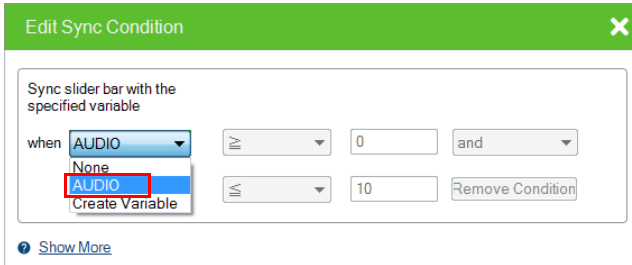 Edit Sync Condition
Sync slider bar with the
specified variable
when AUDIO ≧ 0 and
None
AUDIO
Create Variable
≦ 10 Remove Condition
Show More